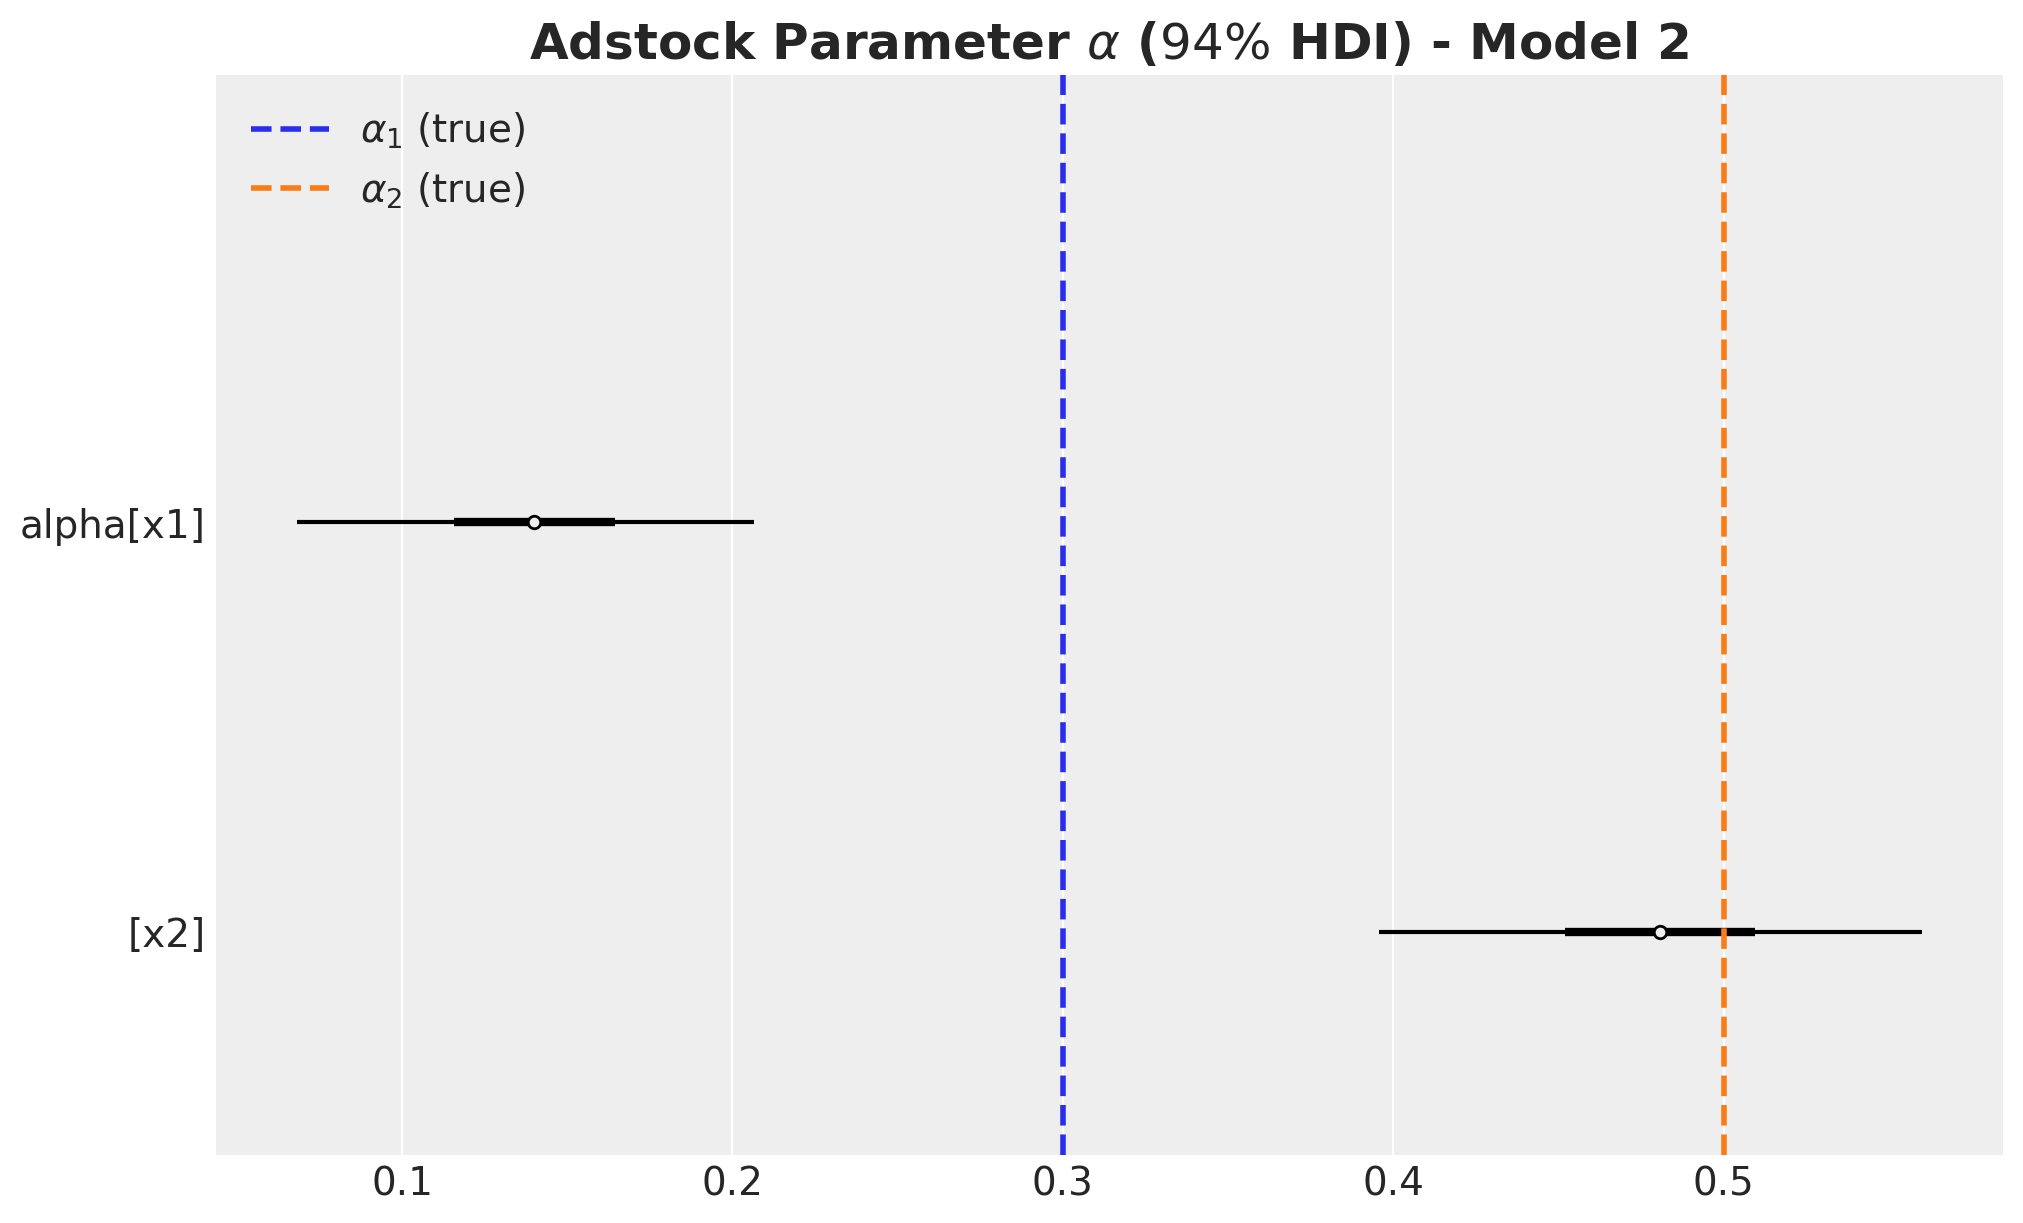 Adstock Parameter α (94% HDI) - Model 2
α₁ (true)
α₂ (true)
alpha[x1]
[x2]
0.1 0.2 0.3 0.4 0.5